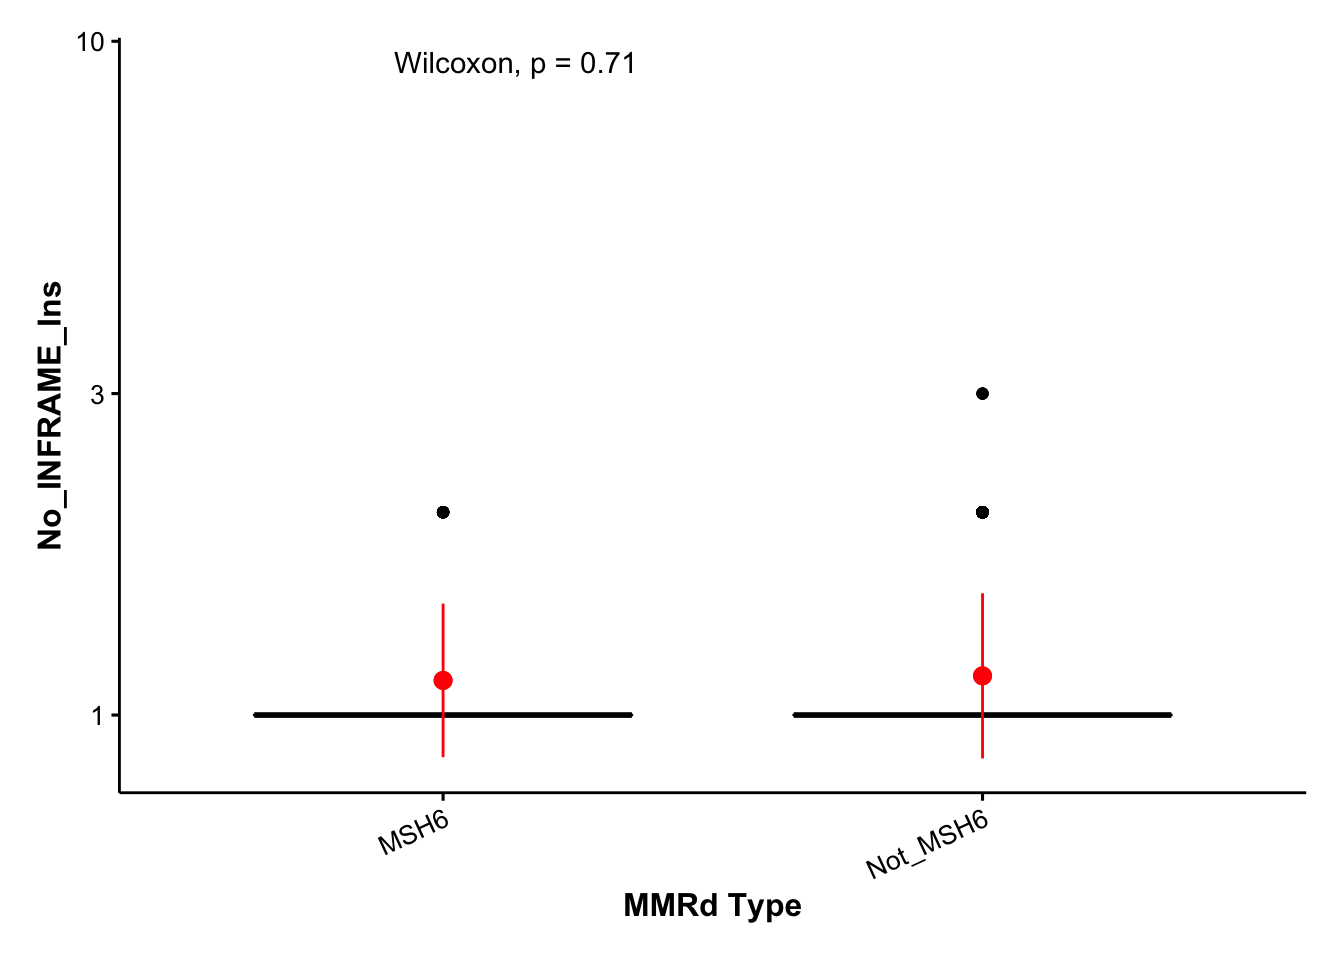 Wilcoxon, p = 0.71
No_INFRAME_Ins
10
3
1
MSH6
Not_MSH6
MMRd Type